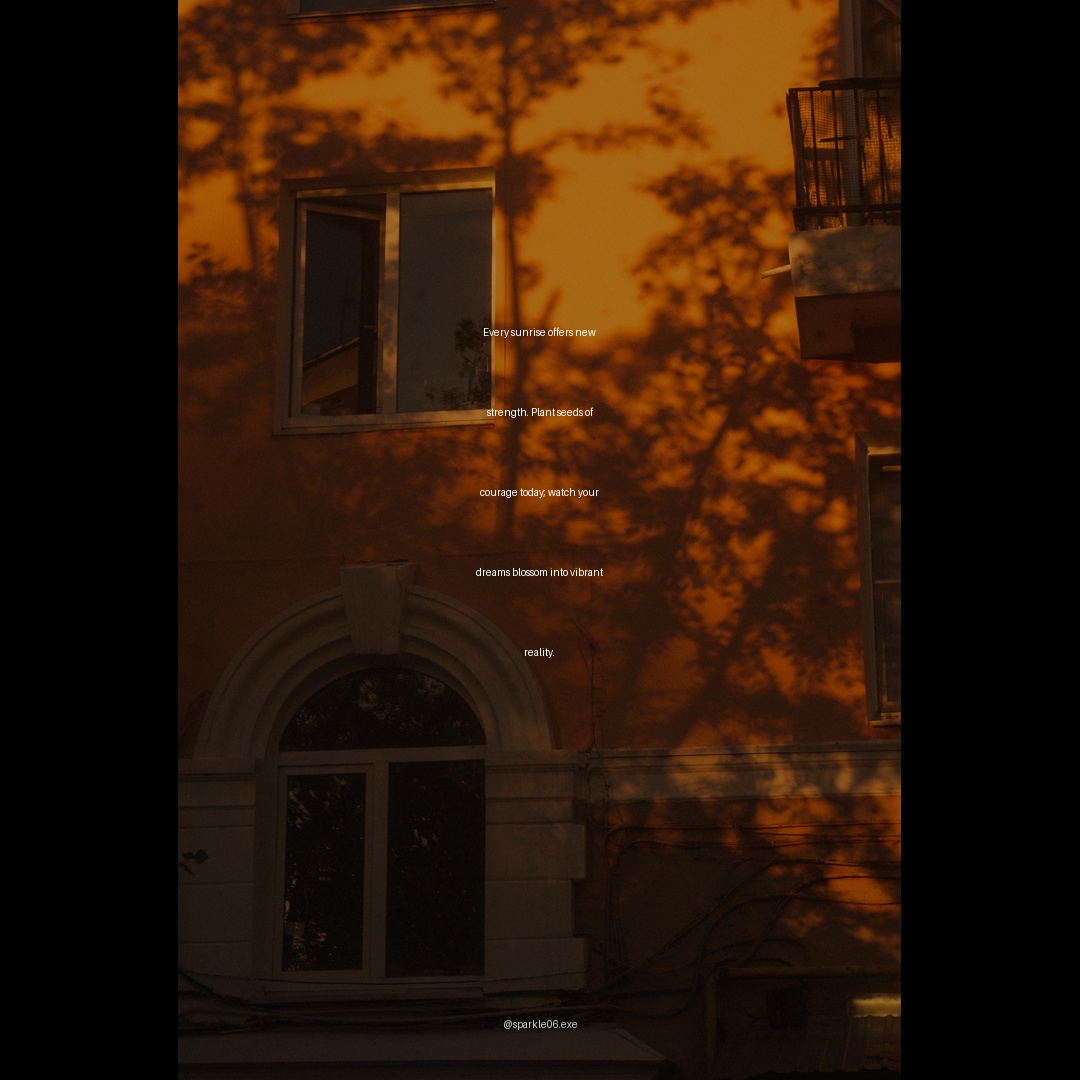 Every sunrise offers new
strength. Plant seeds of
courage today; watch your
dreams blossom into vibrant
reality.
@sparkle06.exe